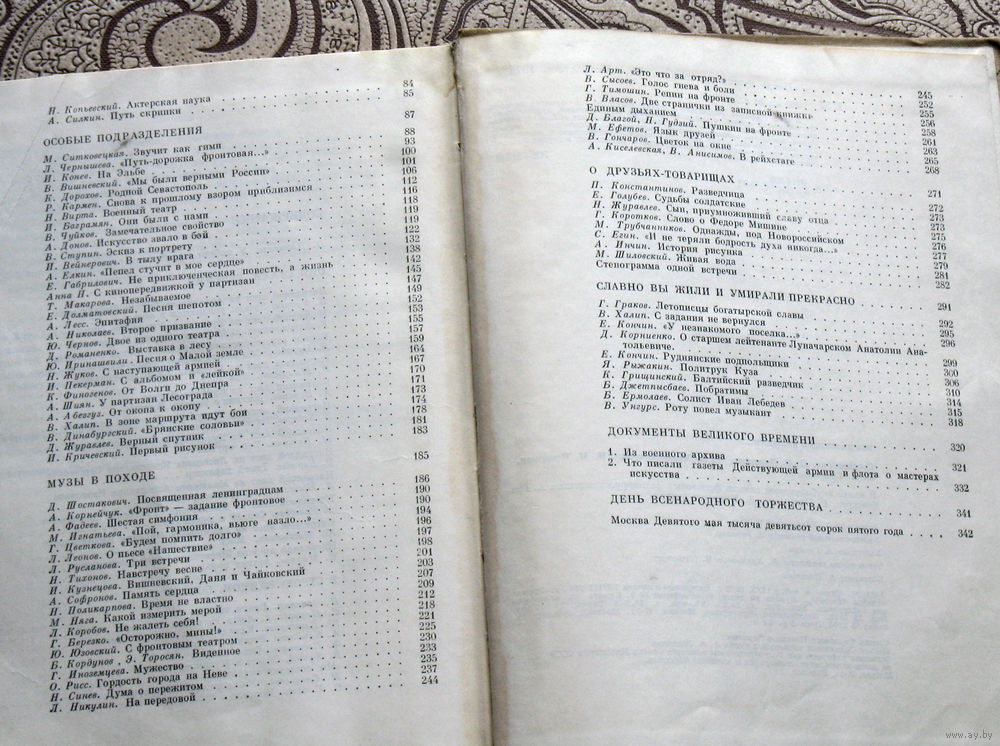 Н. Копьевский. Актерская наука 84
А. Силкин. Путь скрипки 85
ОСОБЫЕ ПОДРАЗДЕЛЕНИЯ 87
М. Ситковецкая. Звучит как гимн 88
Л. Чернышева. «Путь-дорожка фронтовая...» 93
И. Конев. На Эльбе 100
В. Вишневский. «Мы были верными России» 101
К. Дорохов. Родной Севастополь 106
Р. Кармен. Снова к прошлому взором приблизимся 112
Н. Вирта. Военный театр 116
И. Баграмян. Они были с нами 118
В. Чуйков. Замечательное свойство 119
А. Донов. Искусство звало в бой 119
В. Ступин. Эскиз к портрету 122
И. Вейнерович. В тылу врага 132
А. Елкин. «Пепел стучит в мое сердце» 138
Е. Габрилович. Не приключенческая повесть, а жизнь 142
Анна Н. С кинопередвижкой у партизан 145
Т. Макарова. Незабываемое 147
Е. Долматовский. Песня шепотом 149
А. Лесс. Эпитафия 152
А. Николаев. Второе призвание 153
Ю. Чернов. Двое из одного театра 155
Д. Романенко. Выставка в лесу 157
Ю. Иринашвили. Песня о Малой земле 159
Н. Жуков. С наступающей армией 164
И. Пекерман. С альбомом и «лейкой» 167
К. Финогенов. От Волги до Днепра 170
А. Шиян. У партизан Лесограда 171
А. Абезгуз. От окопа к окопу 173
В. Халип. В зоне маршрута идут бои 174
В. Динабургский. «Брянские соловьи» 178
Д. Журавлев. Верный спутник 181
И. Кричевский. Первый рисунок 183
МУЗЫ В ПОХОДЕ 185
Д. Шостакович. Посвященная ленинградцам 186
А. Корнейчук. «Фронт» — задание фронтовое 190
А. Фадеев. Шестая симфония 190
М. Игнатьева. «Пой, гармоника, вьюге назло...» 194
Г. Цветкова. «Будем помнить долго» 196
Л. Леонов. О пьесе «Нашествие» 197
Л. Русланова. Три встречи 198
Н. Тихонов. Навстречу весне 201
И. Кузнецова. Вишневский, Даня и Чайковский 203
А. Софронов. Память сердца 207
Н. Поликарпова. Время не властно 209
М. Няга. Какой измерить мерой 212
Л. Коробов. Не жалеть себя! 218
Г. Березко. «Осторожно, мины!» 221
Ю. Юзовский. С фронтовым театром 225
Б. Кордунов, Э. Торосян. Виденное 230
Г. Иноземцева. Мужество 233
О. Рисс. Гордость города на Неве 235
Н. Синев. Дума о пережитом 237
Л. Никулин. На передовой 244
Л. Арт. «Это что за отряд?» 245
В. Сысоев. Голос гнева и боли 252
Г. Тимошин. Репин на фронте 255
В. Власов. Две странички из записной книжки 256
Единым дыханием 258
Д. Благой, Н. Гудзий. Пушкин на фронте 261
М. Ефетов. Язык друзей 263
В. Гончаров. Цветок на окне 265
А. Киселевская, В. Анисимов. В рейхстаге 268
О ДРУЗЬЯХ-ТОВАРИЩАХ 271
П. Константинов. Разведчица 272
Е. Голубев. Судьбы солдатские 273
Н. Журавлев. Сын, приумноживший славу отца 273
Г. Коротков. Слово о Федоре Мишине 275
М. Трубчанников. Однажды, под Новороссийском 276
С. Егин. «И не теряли бодрость духа никогда...» 277
А. Инчин. История рисунка 279
М. Шиловский. Живая вода 281
Стенограмма одной встречи 282
СЛАВНО ВЫ ЖИЛИ И УМИРАЛИ ПРЕКРАСНО 291
Г. Граков. Летописцы богатырской славы 292
В. Халип. С задания не вернулся 295
Е. Кончин. «У незнакомого поселка...» 296
Д. Корниенко. О старшем лейтенанте Луначарском Анатолии Ана-
тольевиче. 299
Е. Кончин. Руднянские подпольщики 300
Я. Рыжакин. Политрук Куза 306
К. Грищинский. Балтийский разведчик 310
Б. Джетписбаев. Побратимы 314
Б. Ермолаев. Солист Иван Лебедев 315
В. Унгурс. Роту повел музыкант 318
ДОКУМЕНТЫ ВЕЛИКОГО ВРЕМЕНИ 320
1. Из военного архива 321
2. Что писали газеты Действующей армии и флота о мастерах
искусства 332
ДЕНЬ ВСЕНАРОДНОГО ТОРЖЕСТВА 341
Москва Девятого мая тысяча девятьсот сорок пятого года 342
www.ay.by